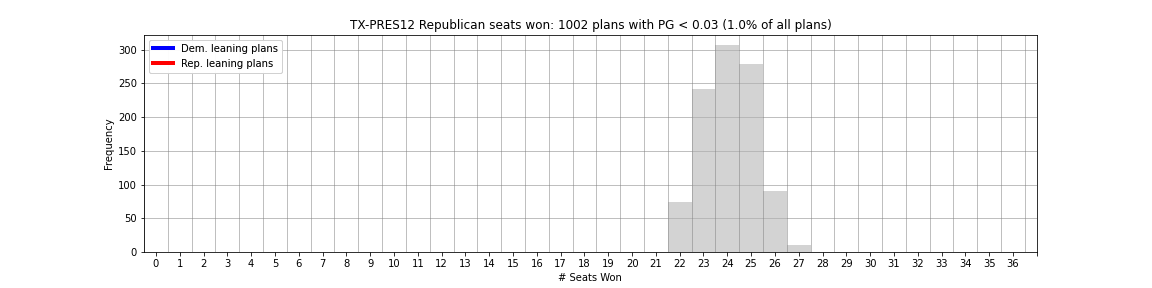 TX-PRES12 Republican seats won: 1002 plans with PG < 0.03 (1.0% of all plans)
Dem. leaning plans
Rep. leaning plans
300
250
200
150
100
50
0
Frequency
0 1 2 3 4 5 6 7 8 9 10 11 12 13 14 15 16 17 18 19 20 21 22 23 24 25 26 27 28 29 30 31 32 33 34 35 36
# Seats Won